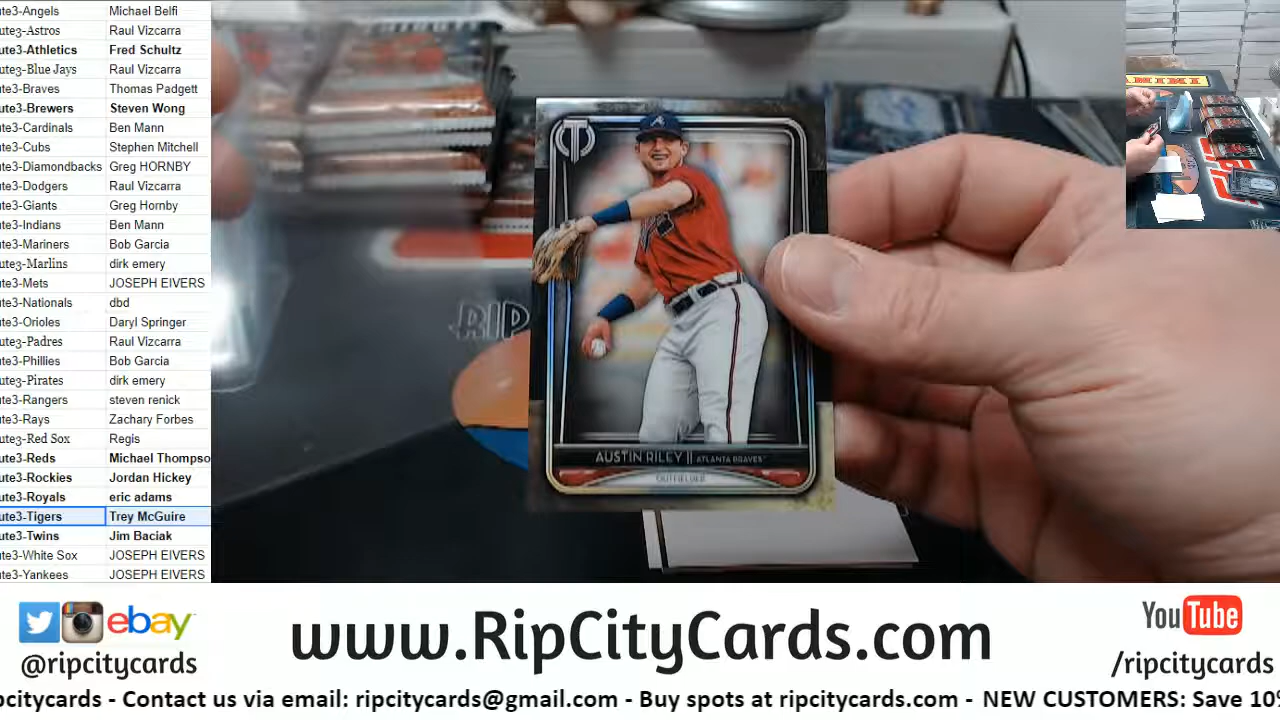 ute3-Angels Michael Belfi
ute3-Astros Raul Vizcarra
ute3-Athletics Fred Schultz
ute3-Blue Jays Raul Vizcarra
ute3-Braves Thomas Padgett
ute3-Brewers Steven Wong
ute3-Cardinals Ben Mann
ute3-Cubs Stephen Mitchell
ute3-Diamondbacks Greg HORNBY
ute3-Dodgers Raul Vizcarra
ute3-Giants Greg Hornby
ute3-Indians Ben Mann
ute3-Mariners Bob Garcia
ute3-Marlins dirk emery
ute3-Mets JOSEPH EIVERS
ute3-Nationals dbd
ute3-Orioles Daryl Springer
ute3-Padres Raul Vizcarra
ute3-Phillies Bob Garcia
ute3-Pirates dirk emery
ute3-Rangers steven renick
ute3-Rays Zachary Forbes
ute3-Red Sox Regis
ute3-Reds Michael Thompso
ute3-Rockies Jordan Hickey
ute3-Royals eric adams
ute3-Tigers Trey McGuire
ute3-Twins Jim Baciak
ute3-White Sox JOSEPH EIVERS
ute3-Yankees JOSEPH EIVERS
RIP
AUSTIN RILEY || ATLANTA BRAVES
OUTFIELDER
ebay
@ripcitycards
www.RipCityCards.com
YouTube
/ripcitycards
pcitycards - Contact us via email: ripcitycards@gmail.com - Buy spots at ripcitycards.com - NEW CUSTOMERS: Save 10%